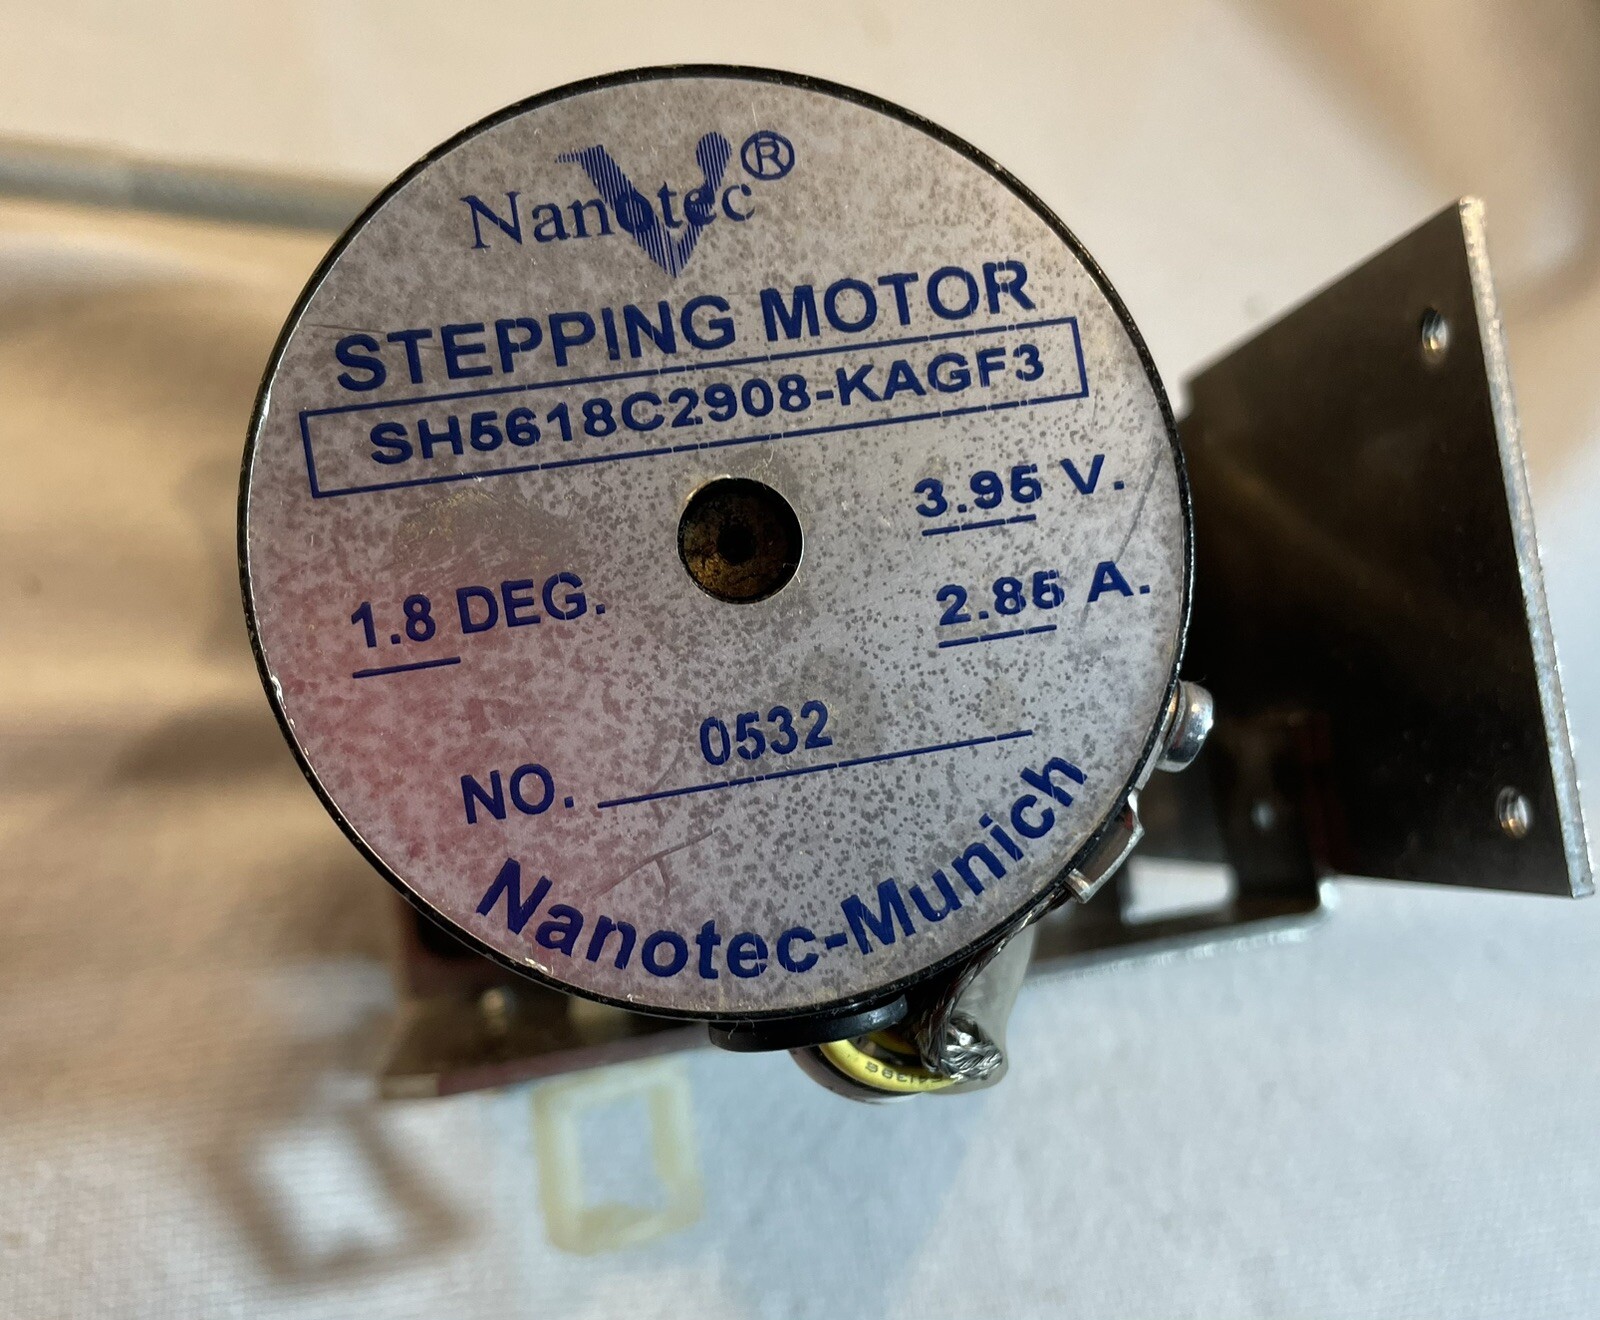 Nanotec®
STEPPING MOTOR
SH5618C2908-KAGF3
3.95 V.
1.8 DEG.
2.85 A.
NO. 0532
Nanotec-Munich